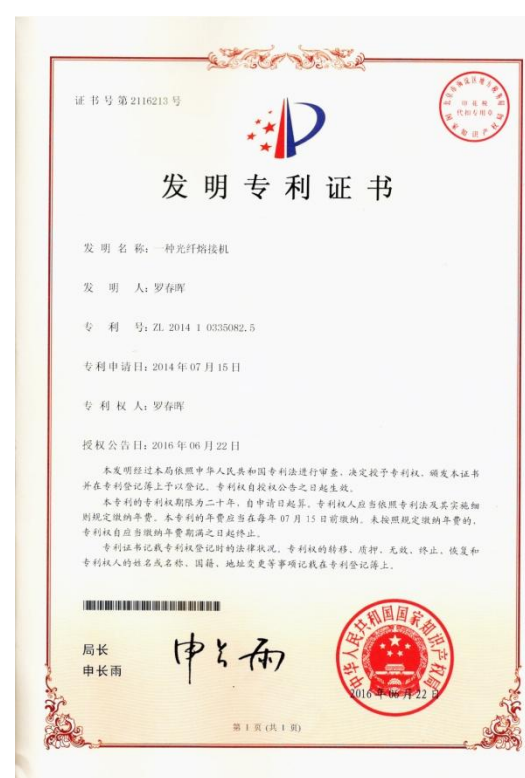 证书号第2116213号
印花税
代扣专用章
发明专利证书
发明名称:一种光纤熔接机
发明人:罗春晖
专利号:ZL 2014 1 0335082.5
专利申请日:2014年07月15日
专利权人:罗春晖
授权公告日:2016年06月22日
本发明经过本局依照中华人民共和国专利法进行审查,决定授予专利权,颁发本证书
并在专利登记簿上予以登记。专利权自授权公告之日起生效。
本专利的专利权期限为二十年,自申请日起算。专利权人应当依照专利法及其实施细
则规定缴纳年费。本专利的年费应当在每年07月15日前缴纳。未按照规定缴纳年费的,
专利权自应当缴纳年费期满之日起终止。
专利证书记载专利权登记时的法律状况。专利权的转移、质押、无效、终止、恢复和
专利权人的姓名或名称、国籍、地址变更等事项记载在专利登记簿上。
局长
申长雨
申长雨
中华人民共和国国家知识产权局
2016年06月22日
第1页(共1页)